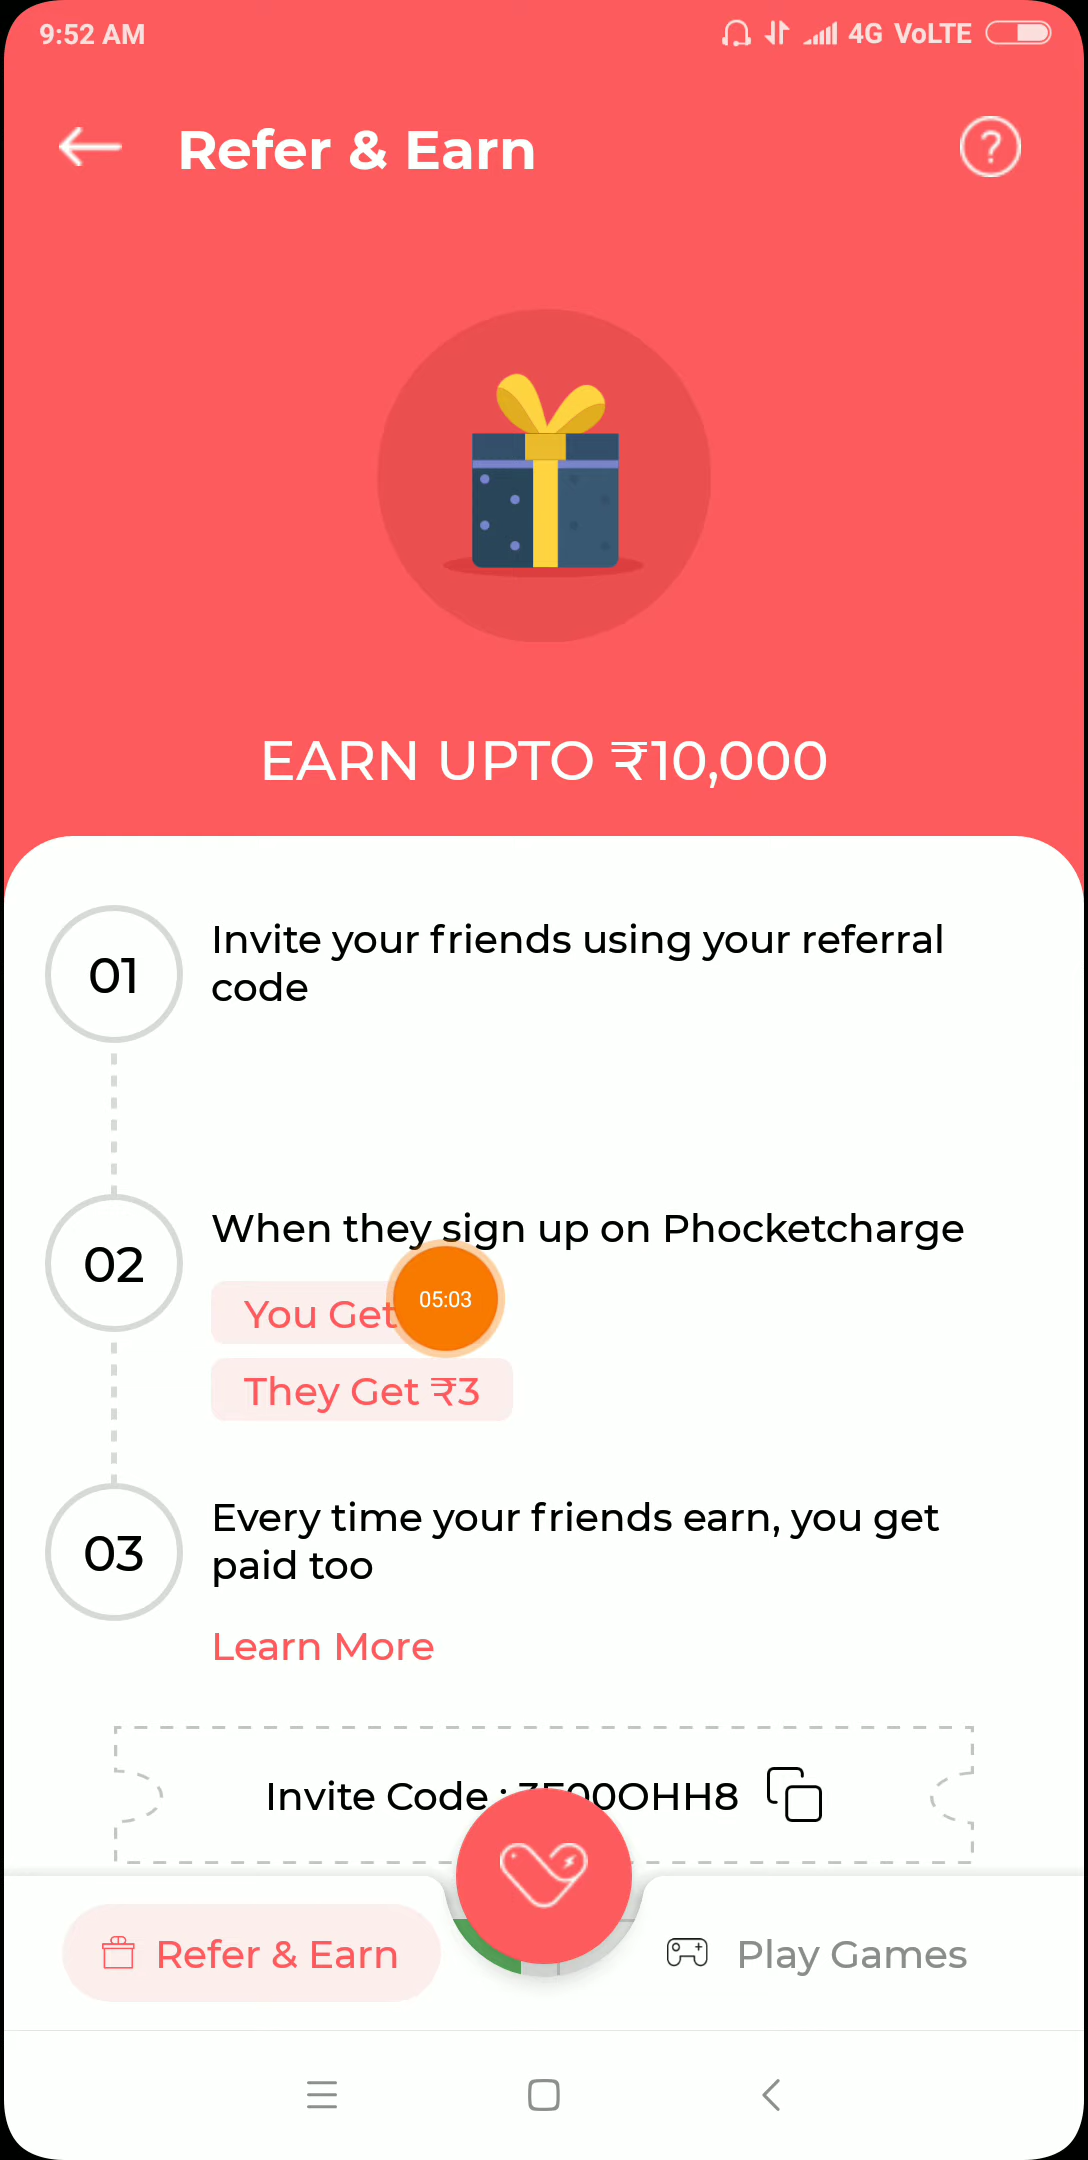 9:52 AM
4G VoLTE
Refer & Earn
?
EARN UPTO ₹10,000
01
Invite your friends using your referral
code
02
When they sign up on Phocketcharge
You Get
05:03
They Get ₹3
03
Every time your friends earn, you get
paid too
Learn More
Invite Code :
Refer & Earn
Play Games